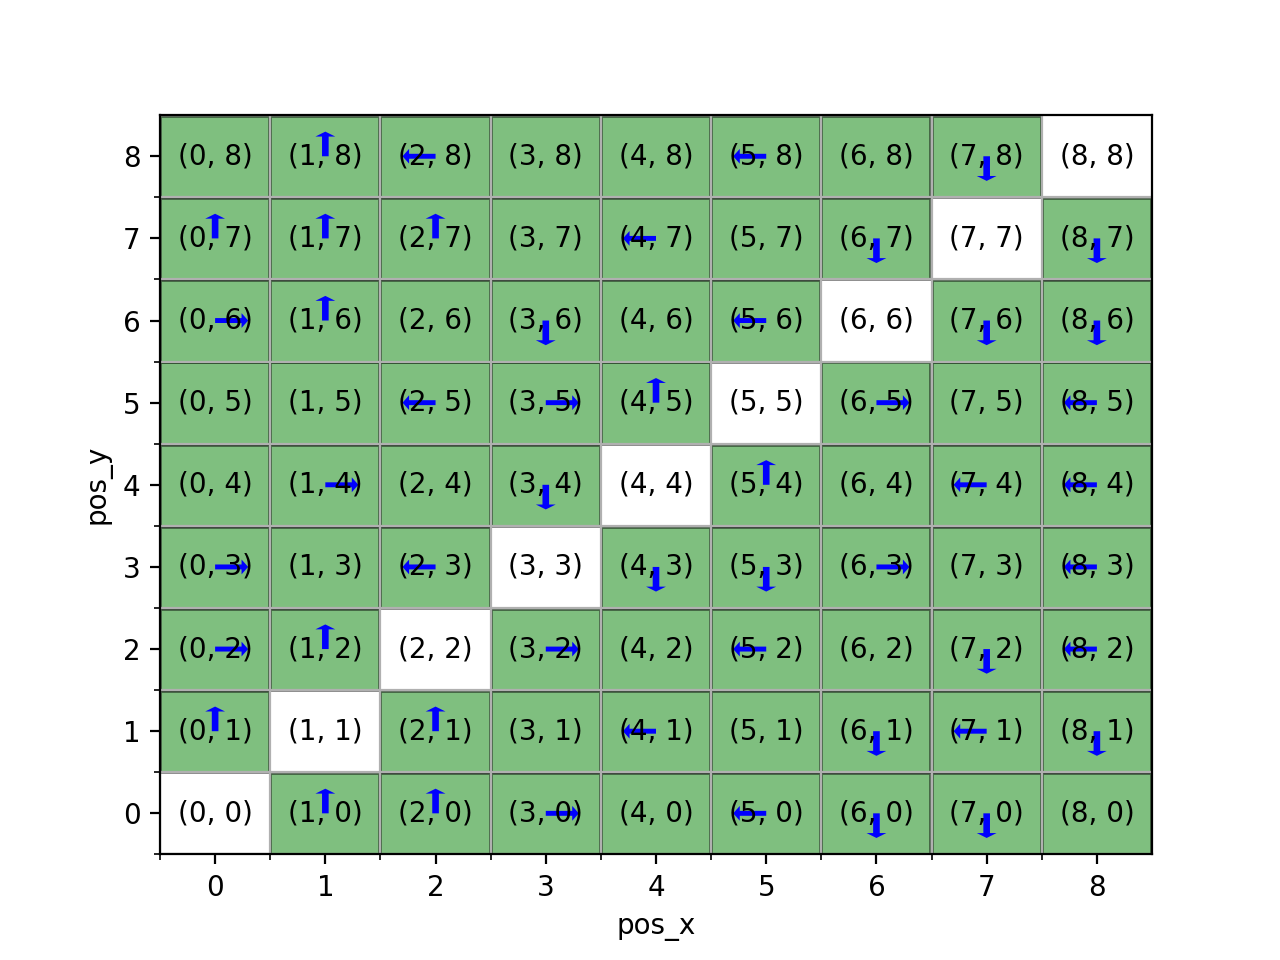 8 (0, 8) (1, 8) (2, 8) (3, 8) (4, 8) (5, 8) (6, 8) (7, 8) (8, 8)
7 (0, 7) (1, 7) (2, 7) (3, 7) (4, 7) (5, 7) (6, 7) (7, 7) (8, 7)
6 (0, 6) (1, 6) (2, 6) (3, 6) (4, 6) (5, 6) (6, 6) (7, 6) (8, 6)
5 (0, 5) (1, 5) (2, 5) (3, 5) (4, 5) (5, 5) (6, 5) (7, 5) (8, 5)
4 (0, 4) (1, 4) (2, 4) (3, 4) (4, 4) (5, 4) (6, 4) (7, 4) (8, 4)
3 (0, 3) (1, 3) (2, 3) (3, 3) (4, 3) (5, 3) (6, 3) (7, 3) (8, 3)
2 (0, 2) (1, 2) (2, 2) (3, 2) (4, 2) (5, 2) (6, 2) (7, 2) (8, 2)
1 (0, 1) (1, 1) (2, 1) (3, 1) (4, 1) (5, 1) (6, 1) (7, 1) (8, 1)
0 (0, 0) (1, 0) (2, 0) (3, 0) (4, 0) (5, 0) (6, 0) (7, 0) (8, 0)
0 1 2 3 4 5 6 7 8
pos_x
pos_y